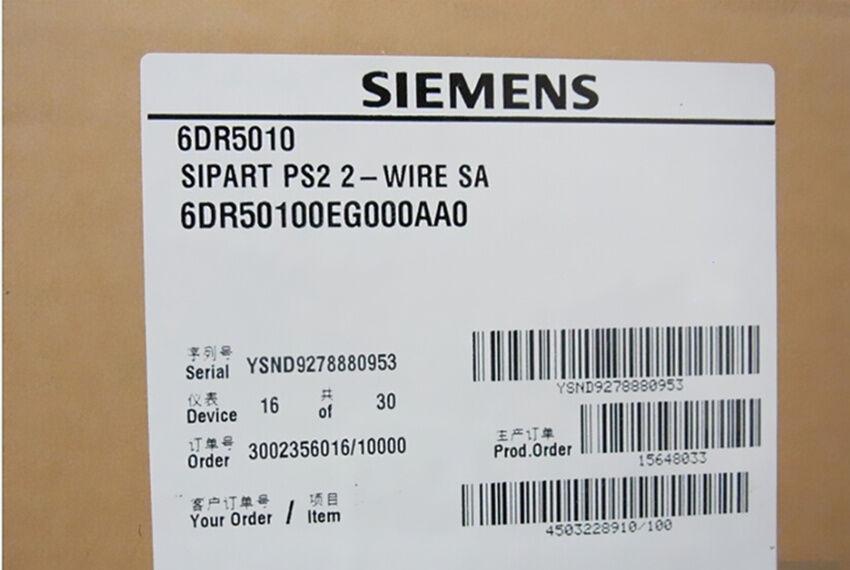 SIEMENS
6DR5010
SIPART PS2 2-WIRE SA
6DR50100EG000AA0
序列号
Serial YSND9278880953
YSND9278880953
仪表 共
Device 16 of 30
订单号
Order 3002356016/10000
主产订单
Prod.Order
15648033
客户订单号 / 项目
Your Order / Item
4503228910/100